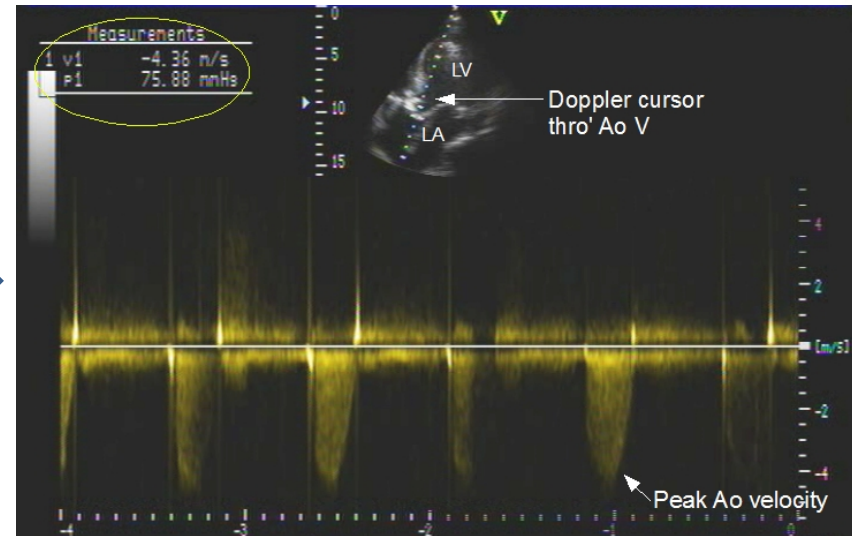 Measurements
1 v1 -4.36 m/s
p1 75.88 mmHs
0
5
10
15
V
LV
LA
Doppler cursor
thro' Ao V
4
2
[m/s]
-2
-4
Peak Ao velocity
-4 -3 -2 -1 0